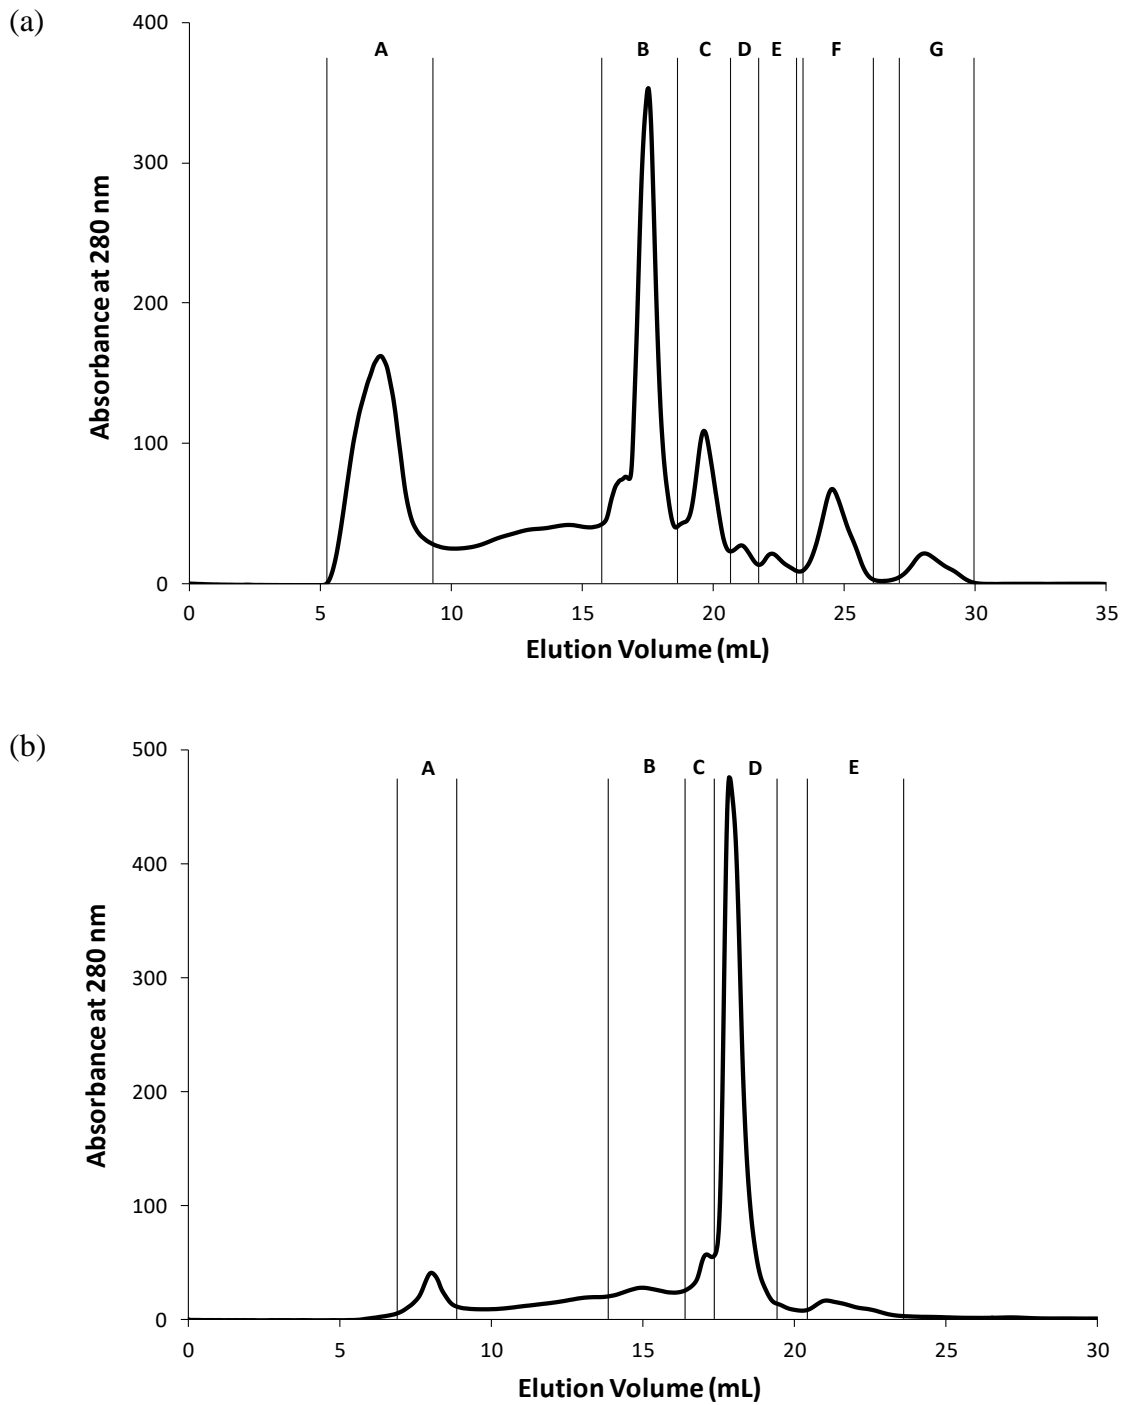 (a)
400
300
200
100
0
A B C D E F G
0 5 10 15 20 25 30 35
Absorbance at 280 nm
Elution Volume (mL)
(b)
500
400
300
200
100
0
A B C D E
0 5 10 15 20 25 30
Absorbance at 280 nm
Elution Volume (mL)